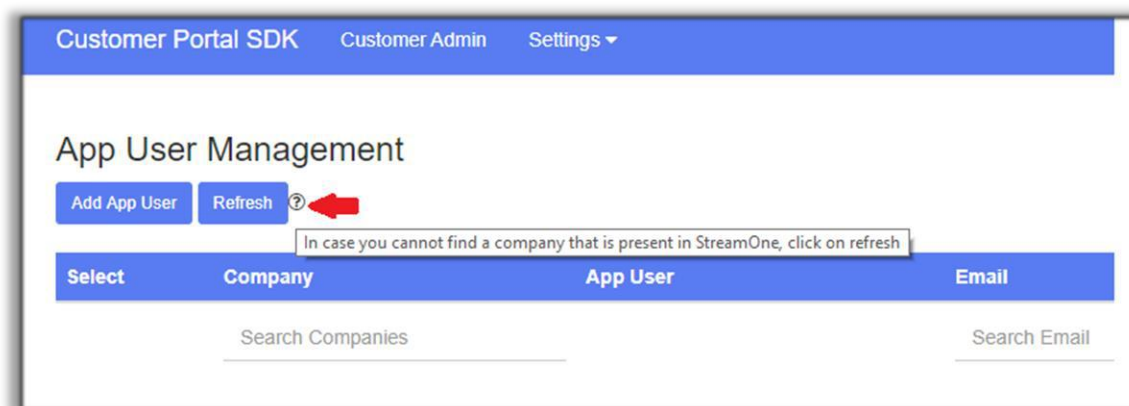 Customer Portal SDK Customer Admin Settings
App User Management
Add App User Refresh ?
In case you cannot find a company that is present in StreamOne, click on refresh
Select Company App User Email
Search Companies Search Email